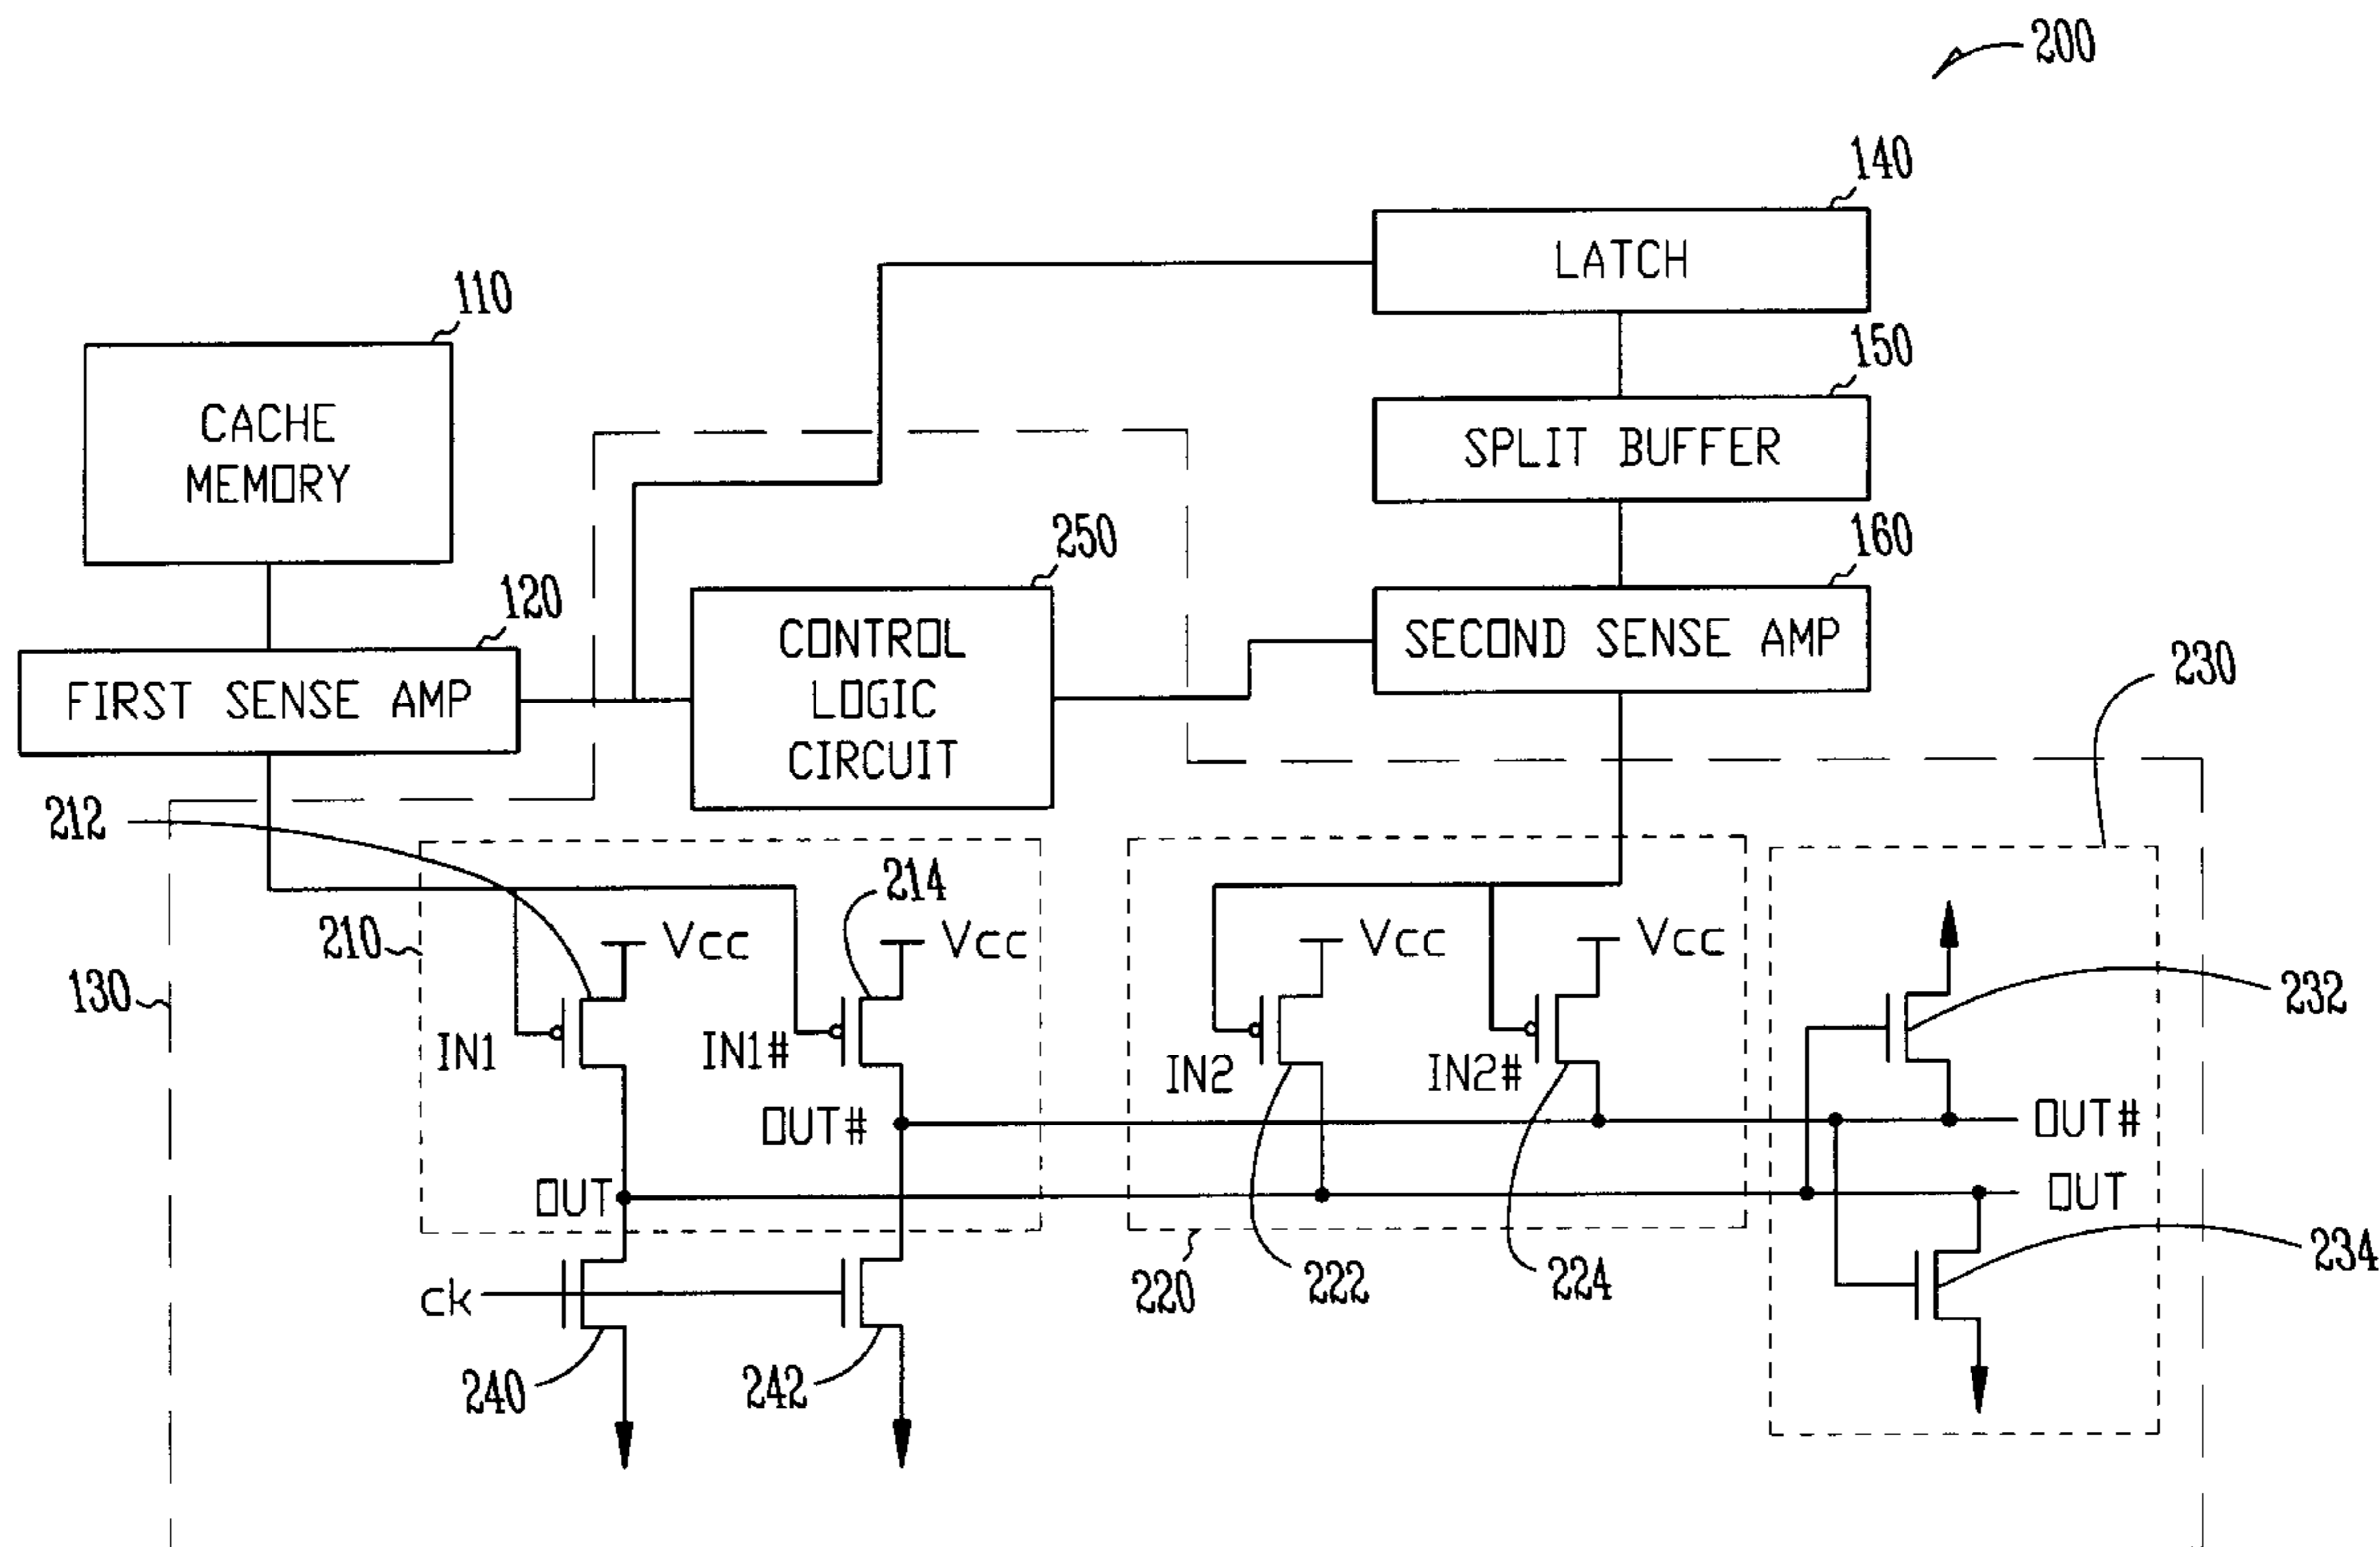 200
140
LATCH
110
150
CACHE
MEMORY
SPLIT BUFFER
250
160
120
CONTROL
LOGIC
CIRCUIT
SECOND SENSE AMP
230
FIRST SENSE AMP
212
214
210
Vcc
Vcc
Vcc
Vcc
130
232
IN1
IN1#
IN2
IN2#
OUT#
OUT#
OUT
OUT
ck
220
222
224
234
240
242